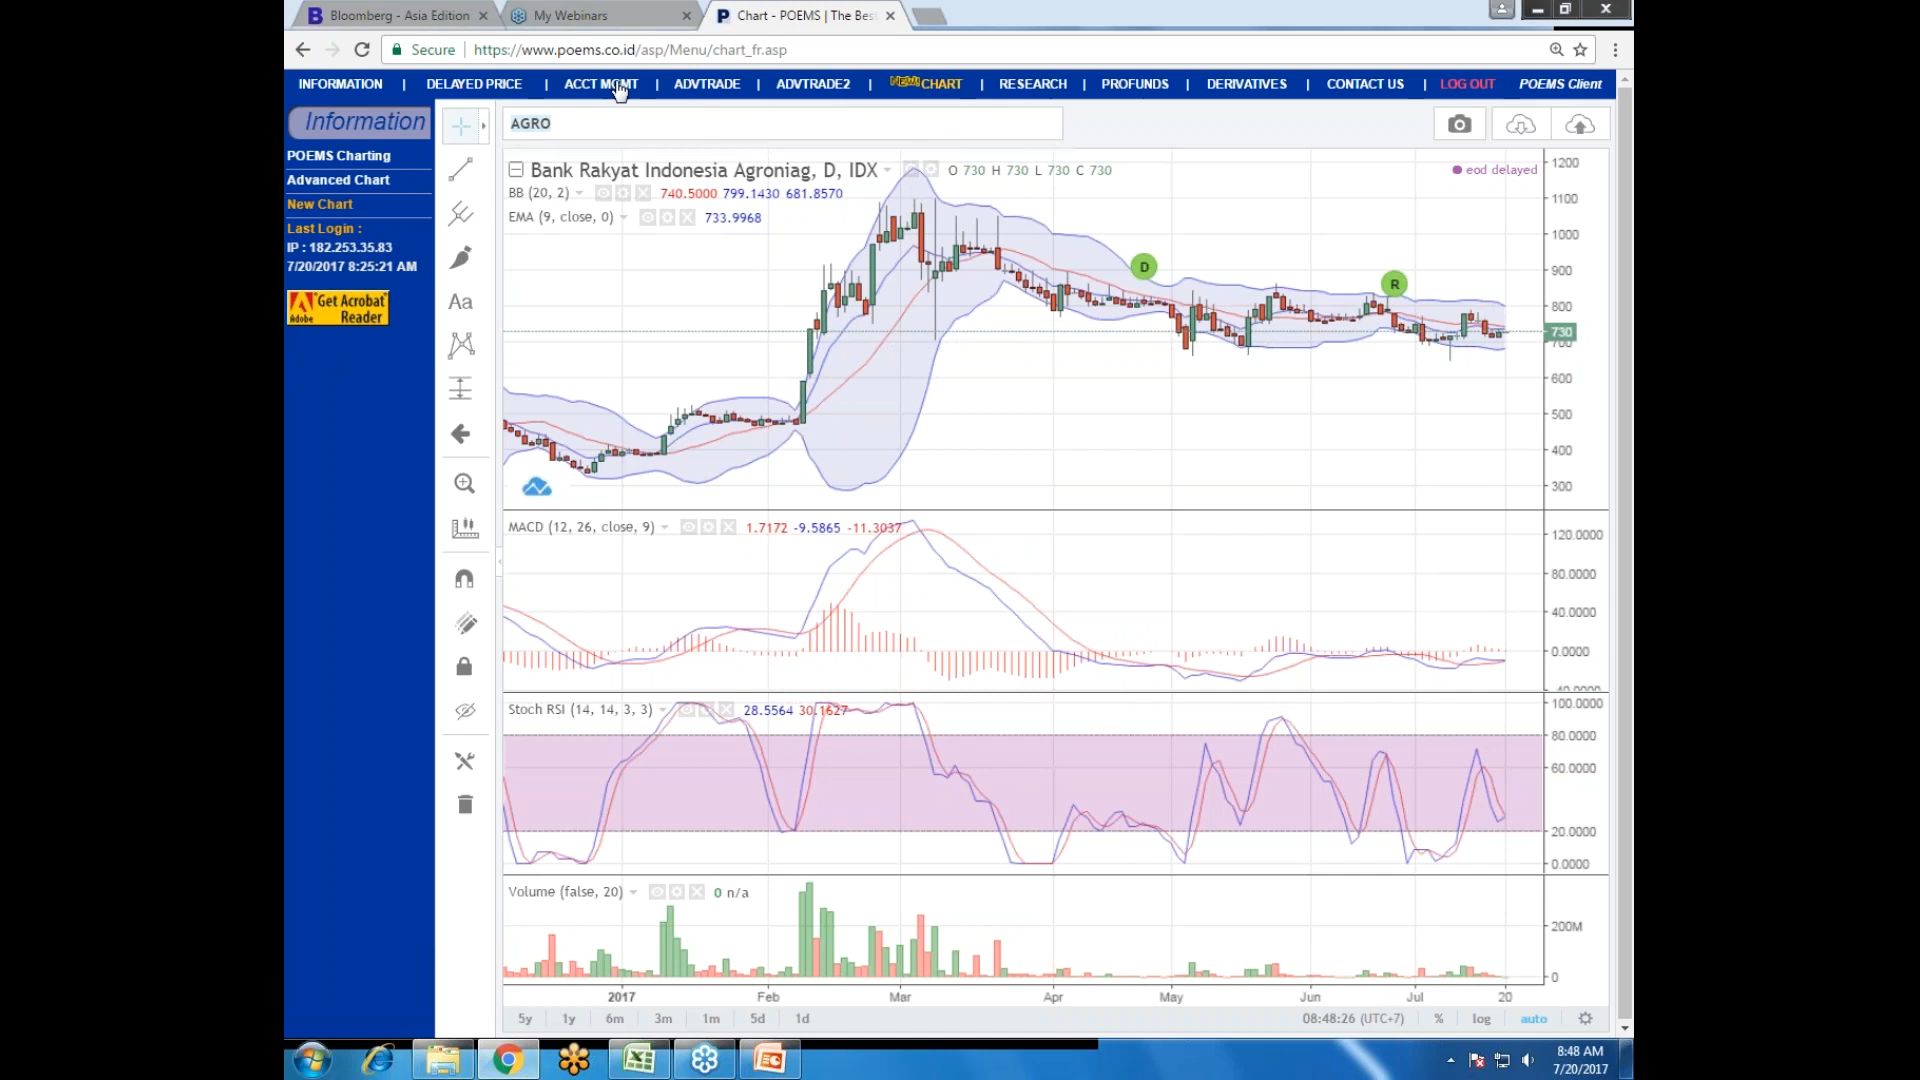 Bloomberg - Asia Edition
My Webinars
Chart - POEMS | The Bes
Secure
https://www.poems.co.id/asp/Menu/chart_fr.asp
INFORMATION | DELAYED PRICE | ACCT MGMT | ADVTRADE | ADVTRADE2 | NEW CHART | RESEARCH | PROFUNDS | DERIVATIVES | CONTACT US | LOG OUT POEMS Client
Information
POEMS Charting
Advanced Chart
New Chart
Last Login :
IP : 182.253.35.83
7/20/2017 8:25:21 AM
Get Acrobat
Adobe Reader
Aa
AGRO
Bank Rakyat Indonesia Agroniag, D, IDX O 730 H 730 L 730 C 730
eod delayed
BB (20, 2) 740.5000 799.1430 681.8570
EMA (9, close, 0) 733.9968
D
R
1200
1100
1000
900
800
730
700
600
500
400
300
MACD (12, 26, close, 9) 1.7172 -9.5865 -11.3037
120.0000
80.0000
40.0000
0.0000
-40.0000
Stoch RSI (14, 14, 3, 3) 28.5564 30.1627
100.0000
80.0000
60.0000
20.0000
0.0000
Volume (false, 20) 0 n/a
200M
0
2017 Feb Mar Apr May Jun Jul 20
5y 1y 6m 3m 1m 5d 1d
08:48:26 (UTC+7) % log auto
8:48 AM
7/20/2017